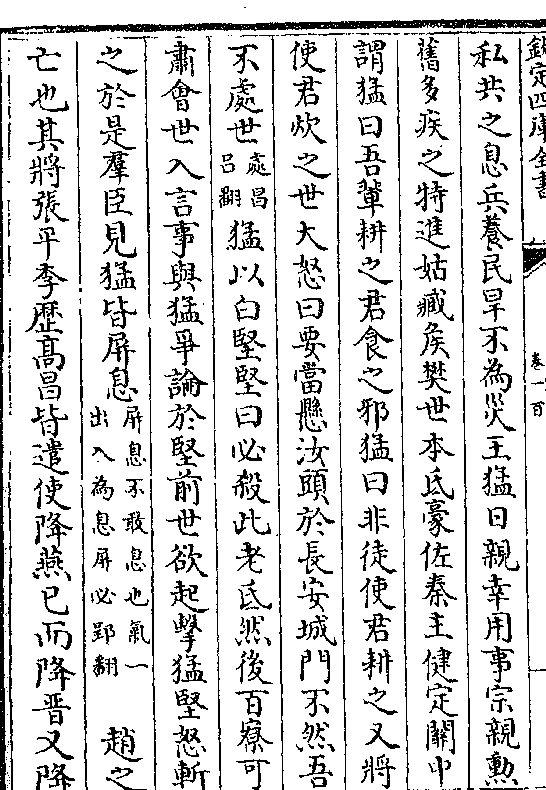 欽定四庫全書
卷一百
私共之息兵養民旱不為災王猛日親幸用事宗親勲
舊多疾之特進姑臧侯樊世本氐豪佐秦主健定關中
謂猛曰吾輩耕之君食之邪猛曰非徒使君耕之又將
使君炊之世大怒曰要當懸汝頭於長安城門不然吾
不處世處昌呂翻猛以白堅堅曰必殺此老氐然後百寮可
肅會世入言事與猛爭論於堅前世欲起擊猛堅怒斬
之於是羣臣見猛皆屏息屏息不敢息也氣一出入為息屏必郢翻趙之
亡也其將張平李歴高昌皆遣使降燕已而降晋又降